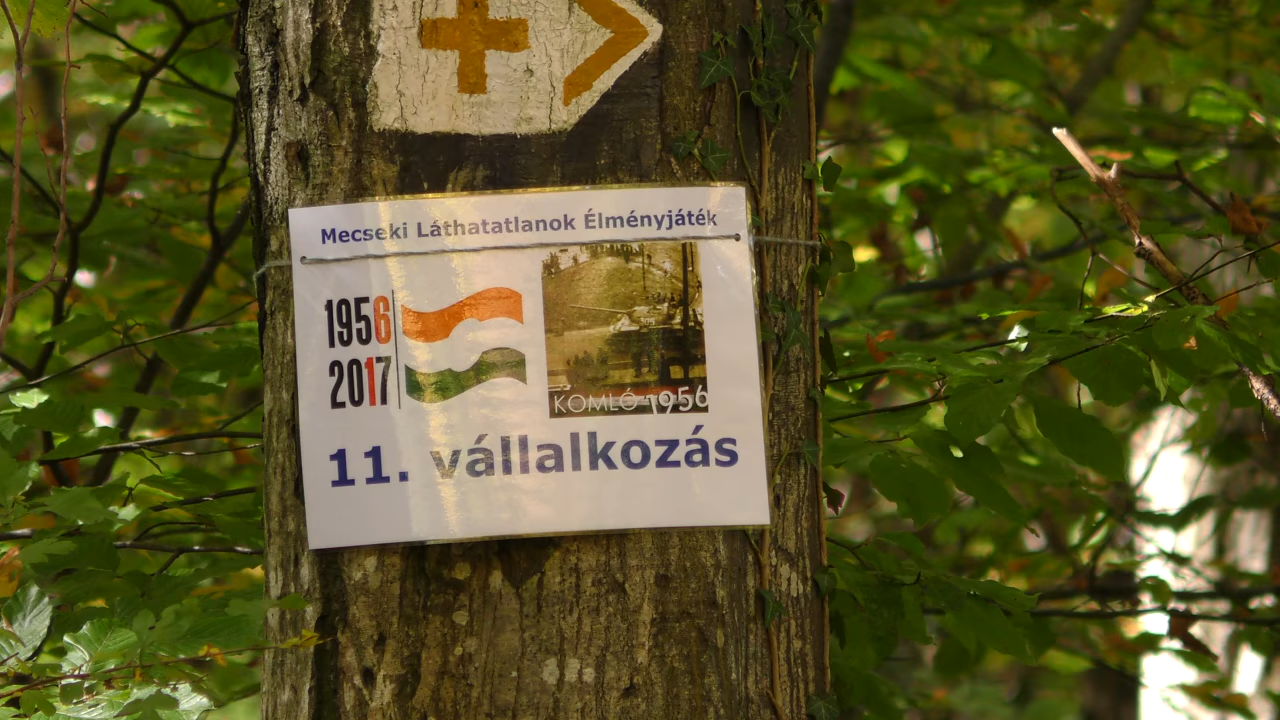 Mecseki Láthatatlanok Élményjáték
1956
2017
KOMLÓ 1956
11. vállalkozás